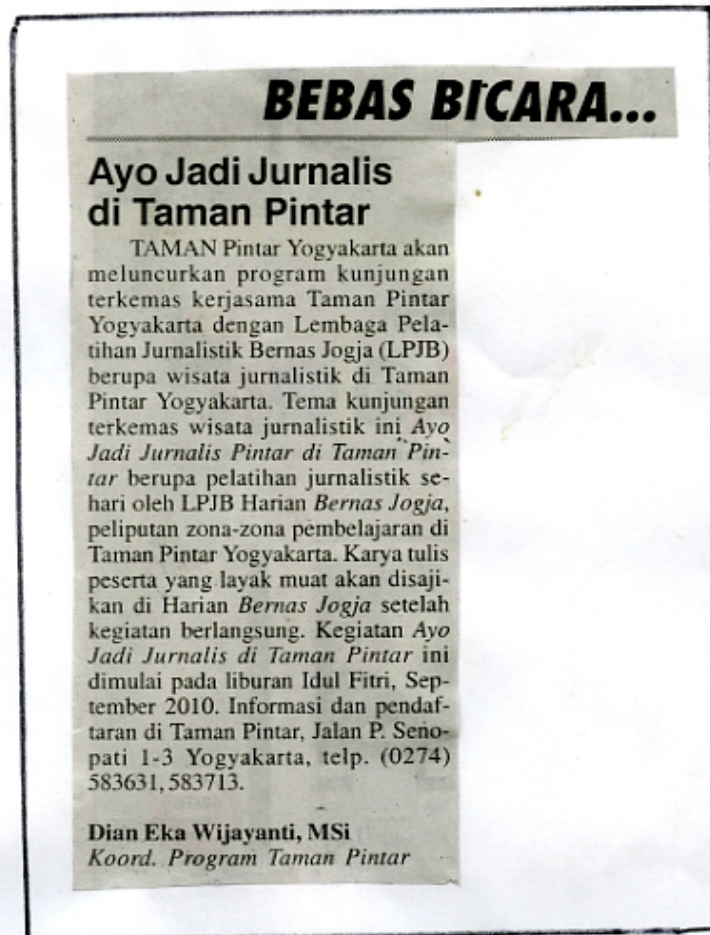 BEBAS BICARA...
Ayo Jadi Jurnalis
di Taman Pintar
TAMAN Pintar Yogyakarta akan
meluncurkan program kunjungan
terkemas kerjasama Taman Pintar
Yogyakarta dengan Lembaga Pela-
tihan Jurnalistik Bernas Jogja (LPJB)
berupa wisata jurnalistik di Taman
Pintar Yogyakarta. Tema kunjungan
terkemas wisata jurnalistik ini Ayo
Jadi Jurnalis Pintar di Taman Pin-
tar berupa pelatihan jurnalistik se-
hari oleh LPJB Harian Bernas Jogja,
peliputan zona-zona pembelajaran di
Taman Pintar Yogyakarta. Karya tulis
peserta yang layak muat akan disaji-
kan di Harian Bernas Jogja setelah
kegiatan berlangsung. Kegiatan Ayo
Jadi Jurnalis di Taman Pintar ini
dimulai pada liburan Idul Fitri, Sep-
tember 2010. Informasi dan pendaf-
taran di Taman Pintar, Jalan P. Seno-
pati 1-3 Yogyakarta, telp. (0274)
583631, 583713.
Dian Eka Wijayanti, MSi
Koord. Program Taman Pintar